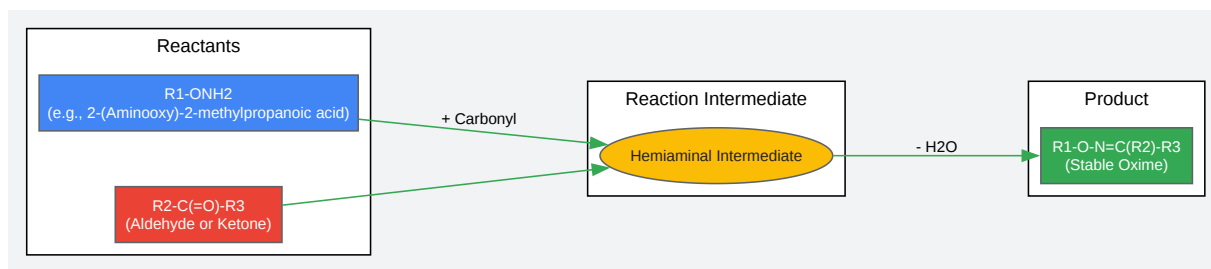 Reactants
R1-ONH2
(e.g., 2-(Aminooxy)-2-methylpropanoic acid)
R2-C(=O)-R3
(Aldehyde or Ketone)
+ Carbonyl
Reaction Intermediate
Hemiaminal Intermediate
- H2O
Product
R1-O-N=C(R2)-R3
(Stable Oxime)